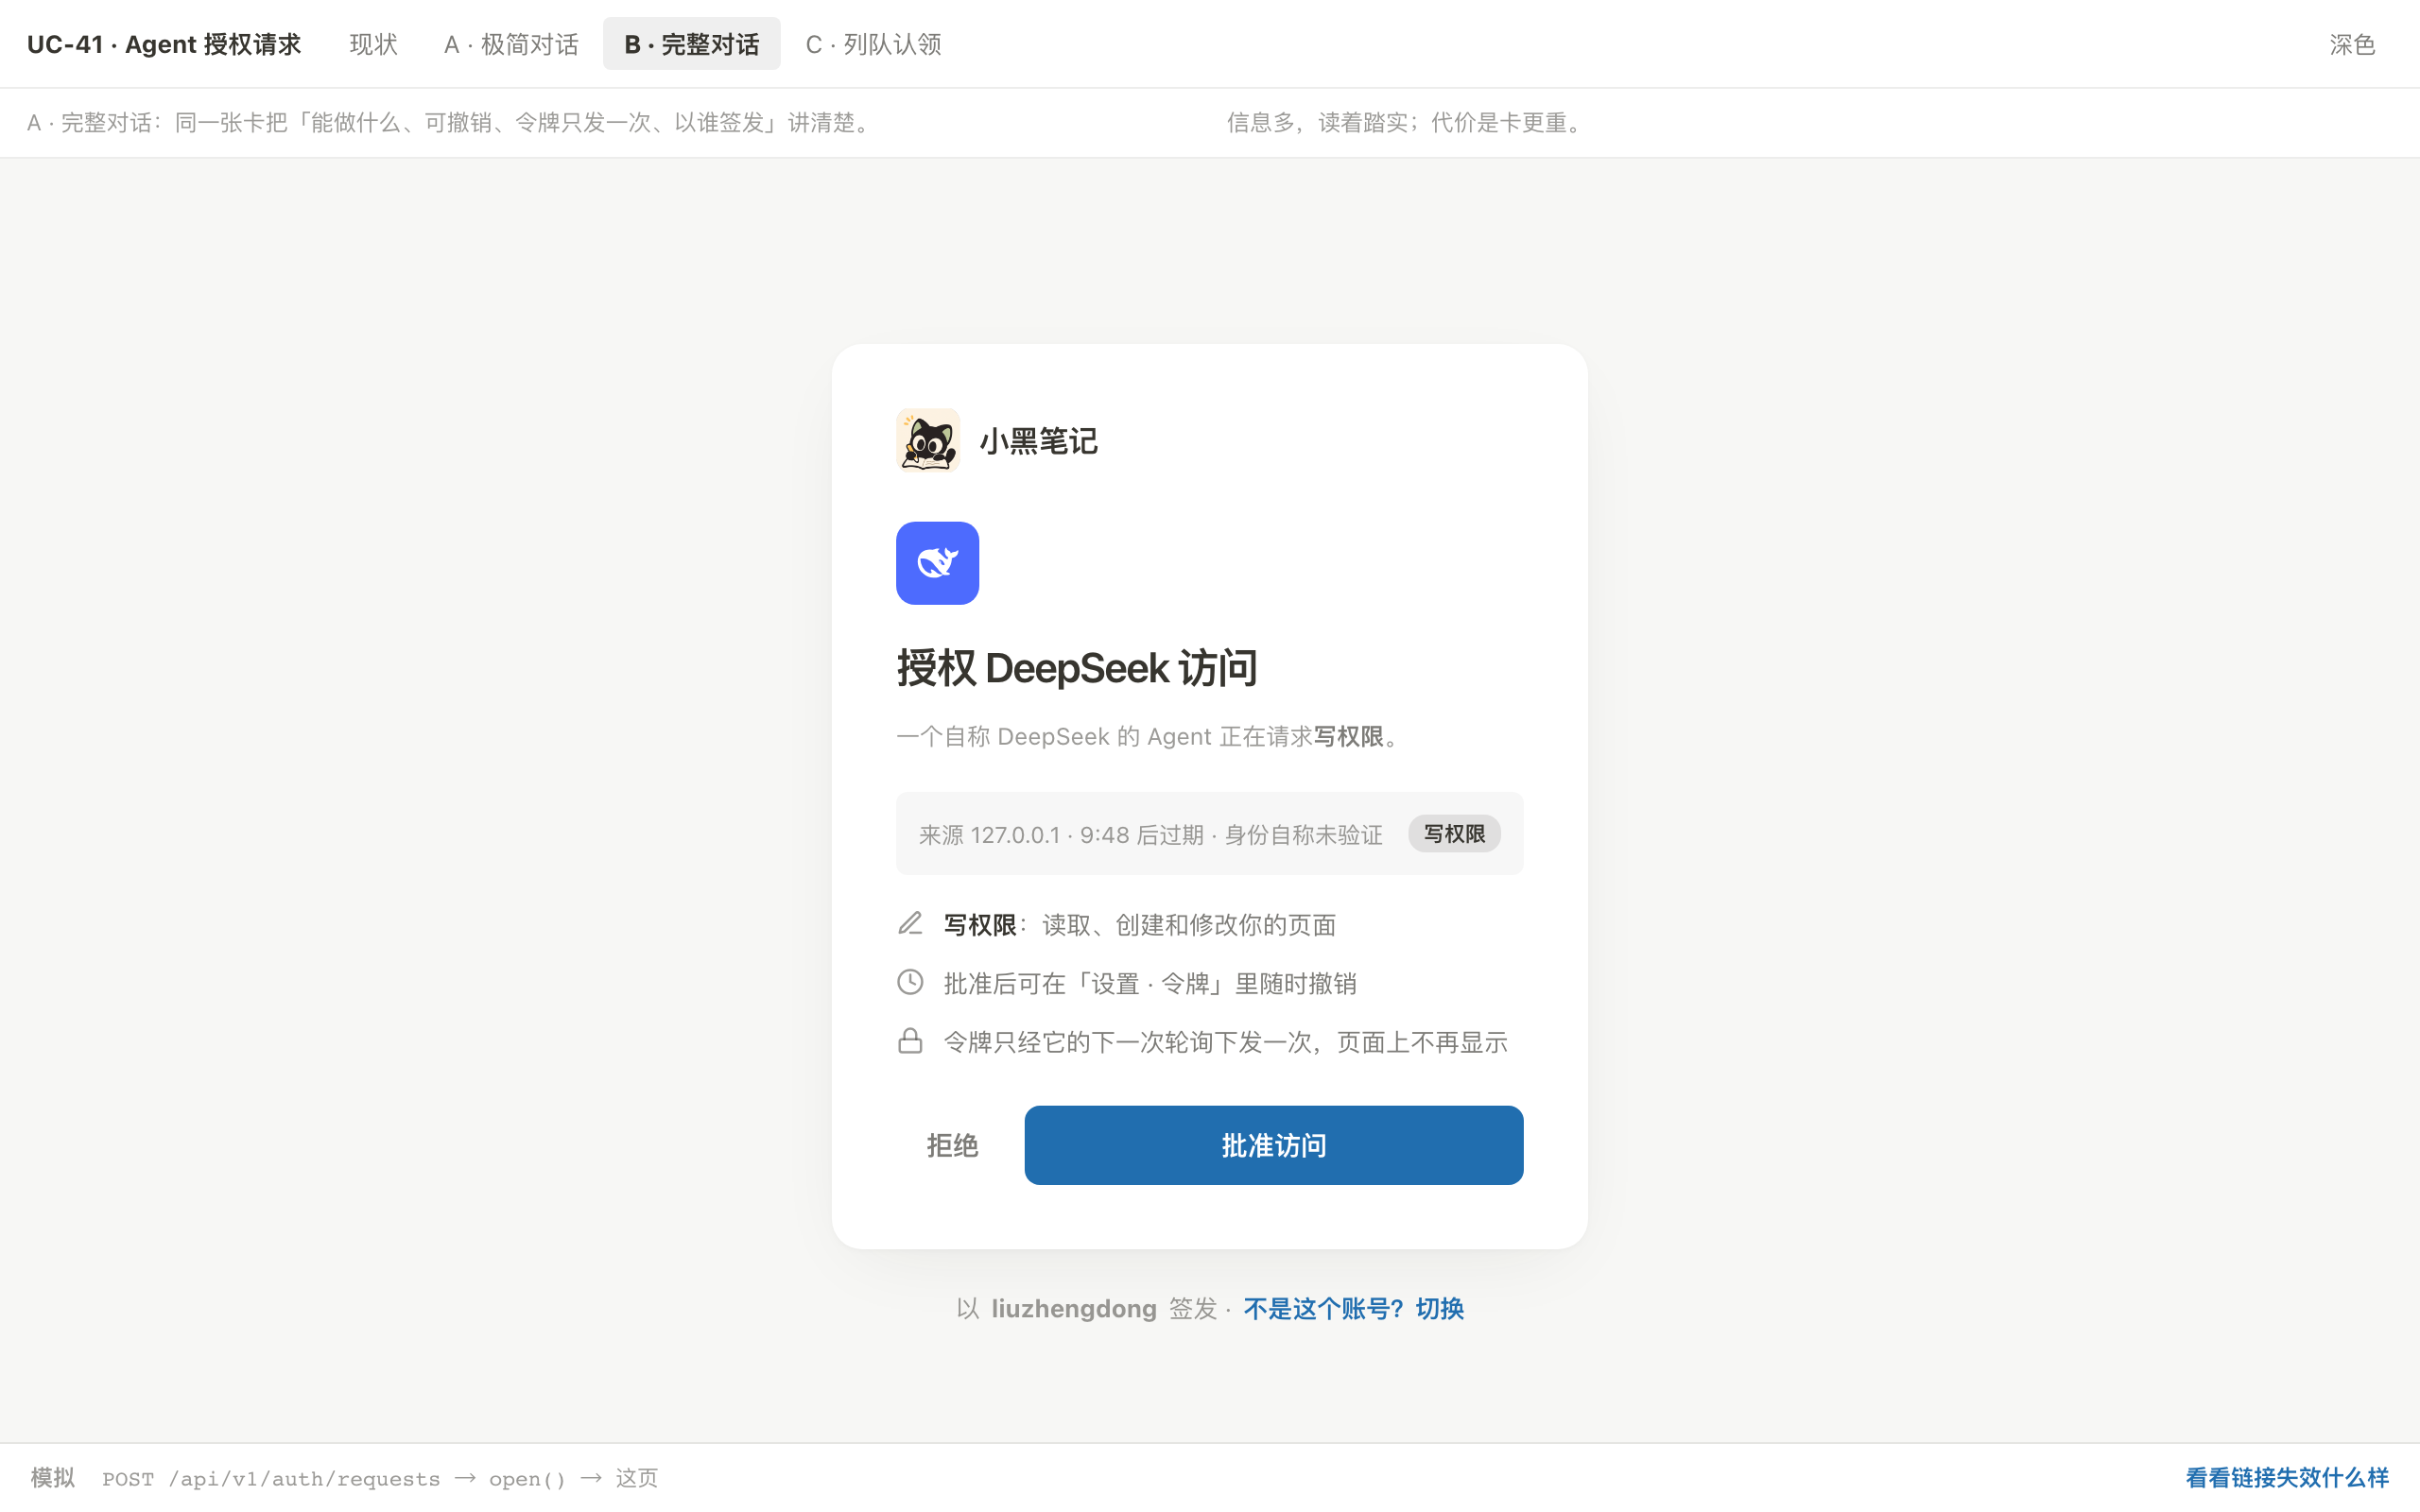 UC-41 · Agent 授权请求 现状 A · 极简对话 B · 完整对话 C · 列队认领 深色
A · 完整对话：同一张卡把「能做什么、可撤销、令牌只发一次、以谁签发」讲清楚。 信息多，读着踏实；代价是卡更重。
小黑笔记
授权 DeepSeek 访问
一个自称 DeepSeek 的 Agent 正在请求写权限。
来源 127.0.0.1 · 9:48 后过期 · 身份自称未验证 写权限
写权限：读取、创建和修改你的页面
批准后可在「设置 · 令牌」里随时撤销
令牌只经它的下一次轮询下发一次，页面上不再显示
拒绝 批准访问
以 liuzhengdong 签发 · 不是这个账号？切换
模拟 POST /api/v1/auth/requests → open() → 这页 看看链接失效什么样